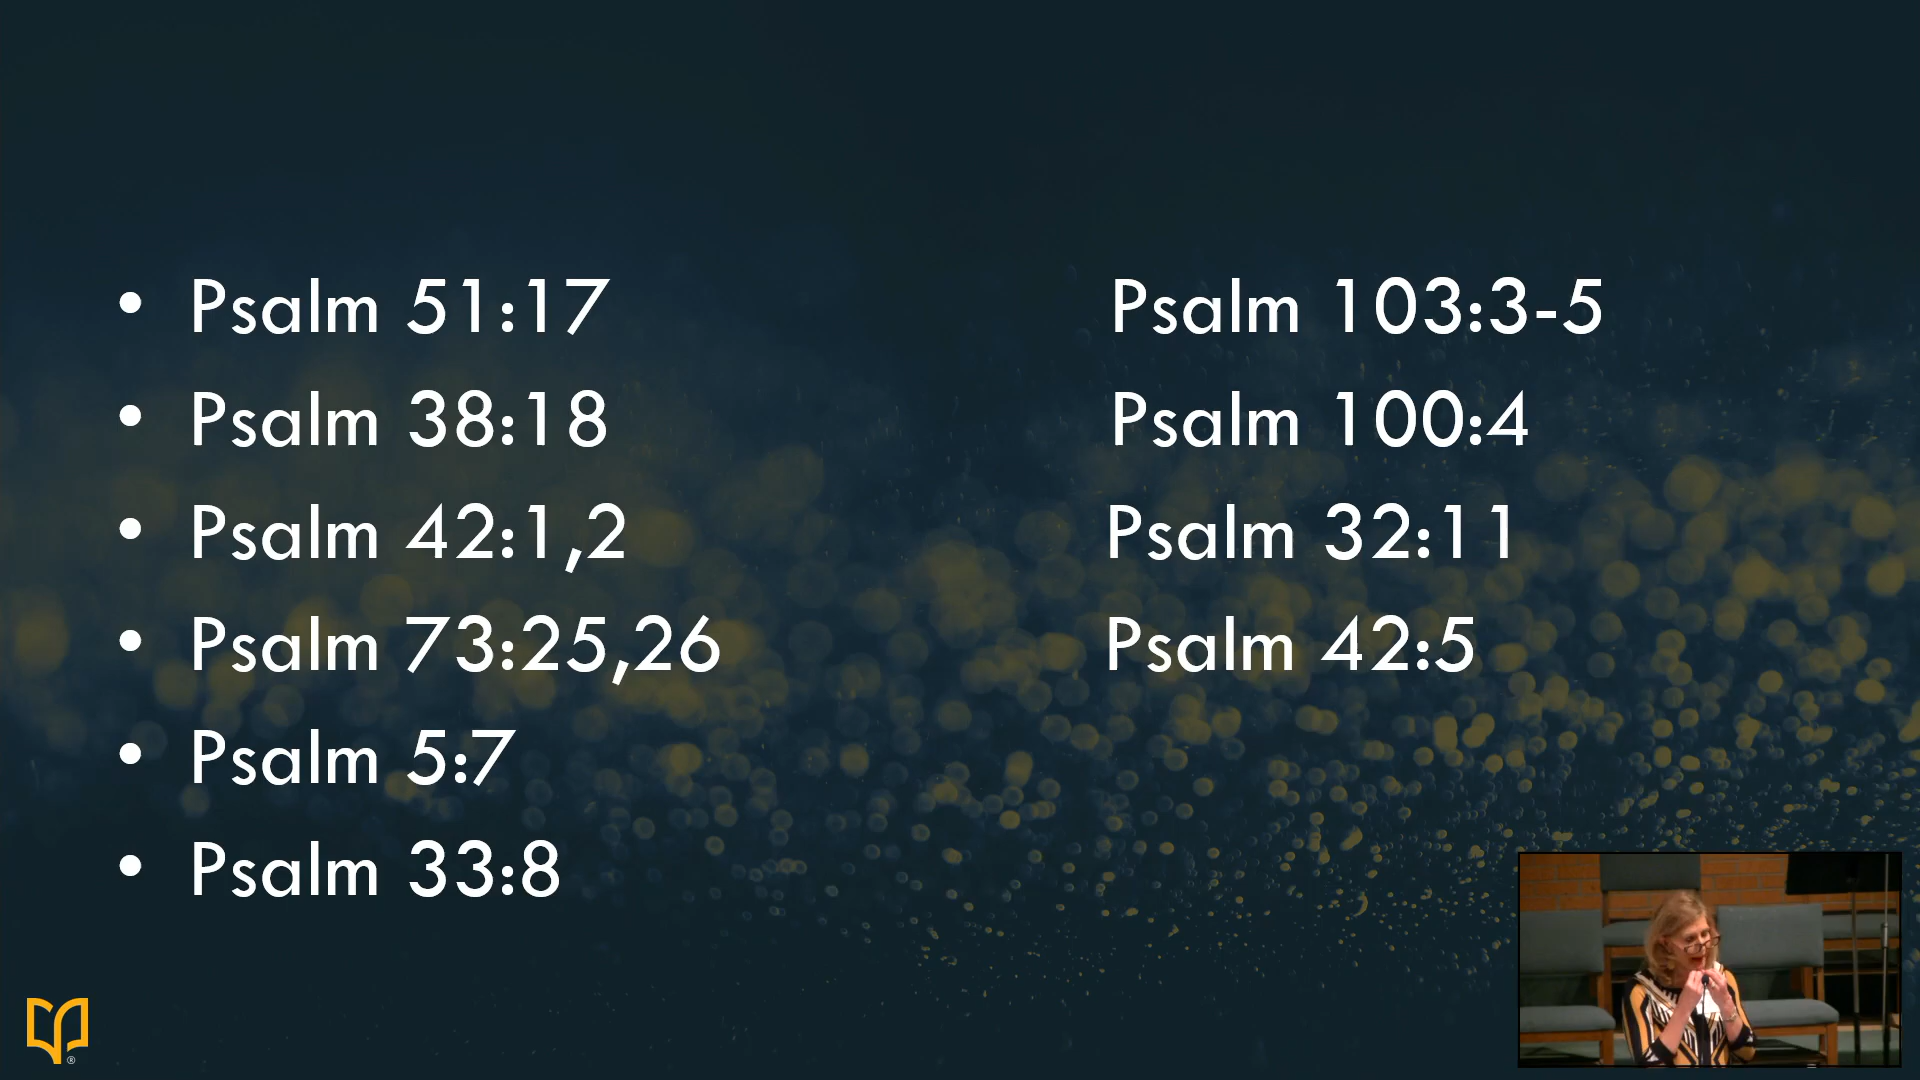 • Psalm 51:17
• Psalm 38:18
• Psalm 42:1,2
• Psalm 73:25,26
• Psalm 5:7
• Psalm 33:8
Psalm 103:3-5
Psalm 100:4
Psalm 32:11
Psalm 42:5
®